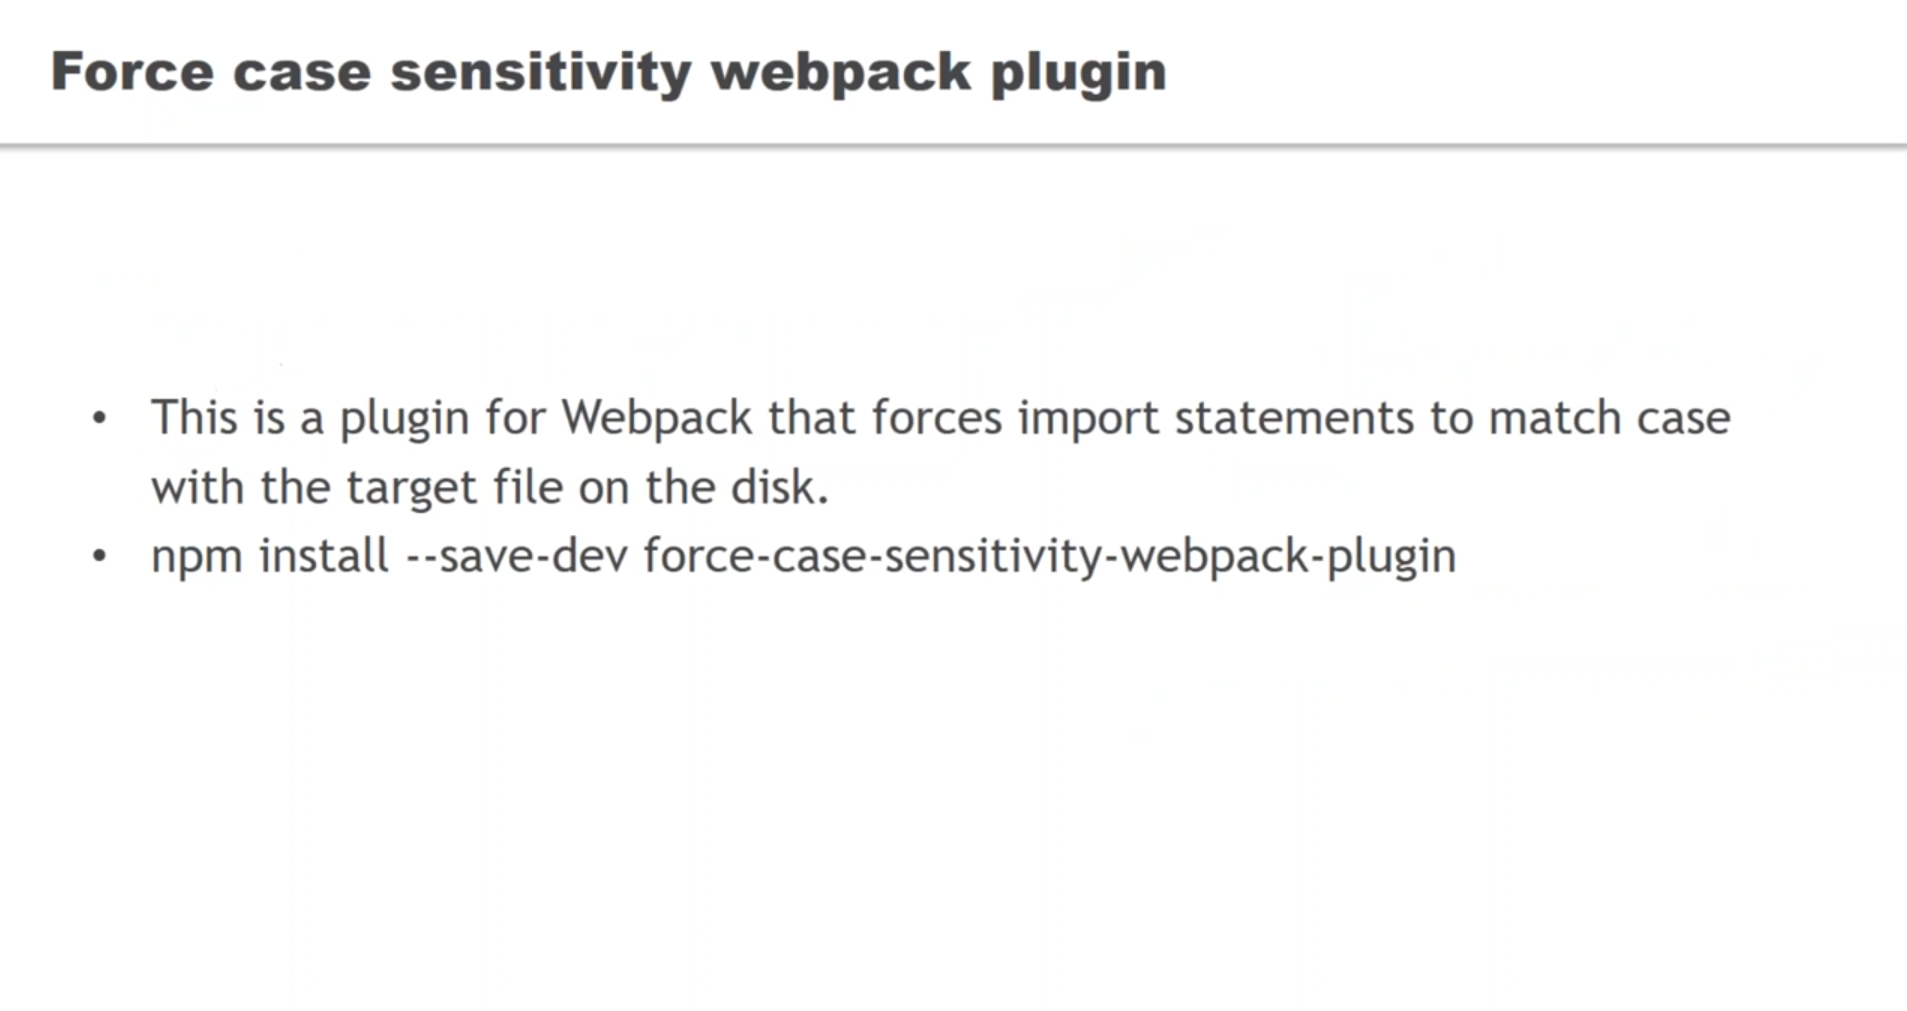 Force case sensitivity webpack plugin
• This is a plugin for Webpack that forces import statements to match case
with the target file on the disk.
• npm install --save-dev force-case-sensitivity-webpack-plugin